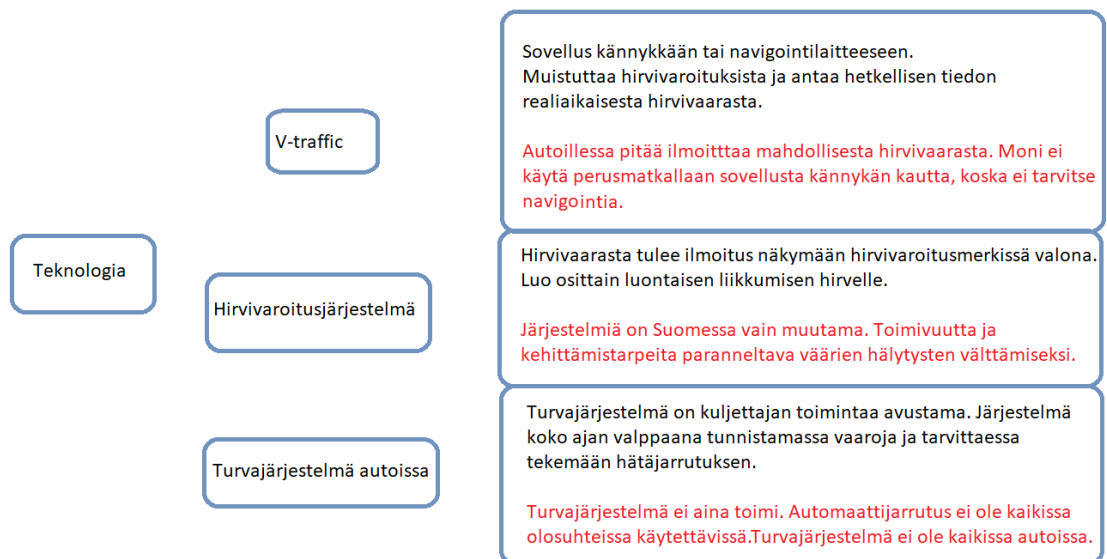 Teknologia
V-traffic
Sovellus kännykkään tai navigointilaitteeseen.
Muistuttaa hirvivaroituksista ja antaa hetkellisen tiedon
realiaikaisesta hirvivaarasta.
Autoillessa pitää ilmoitttaa mahdollisesta hirvivaarasta. Moni ei
käytä perusmatkallaan sovellusta kännykän kautta, koska ei tarvitse
navigointia.
Hirvivaroitusjärjestelmä
Hirvivaarasta tulee ilmoitus näkymään hirvivaroitusmerkissä valona.
Luo osittain luontaisen liikkumisen hirvelle.
Järjestelmiä on Suomessa vain muutama. Toimivuutta ja
kehittämistarpeita paranneltava väärien hälytysten välttämiseksi.
Turvajärjestelmä autoissa
Turvajärjestelmä on kuljettajan toimintaa avustama. Järjestelmä
koko ajan valppaana tunnistamassa vaaroja ja tarvittaessa
tekemään hätäjarrutuksen.
Turvajärjestelmä ei aina toimi. Automaattijarrutus ei ole kaikissa
olosuhteissa käytettävissä.Turvajärjestelmä ei ole kaikissa autoissa.